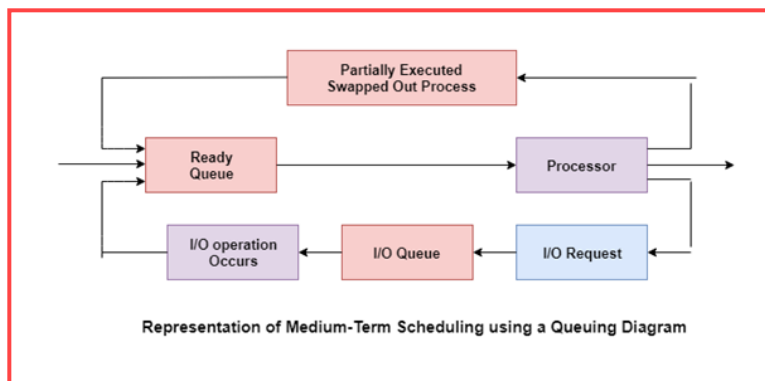 Partially Executed
Swapped Out Process
Ready
Queue
Processor
I/O operation
Occurs
I/O Queue
I/O Request
Representation of Medium-Term Scheduling using a Queuing Diagram